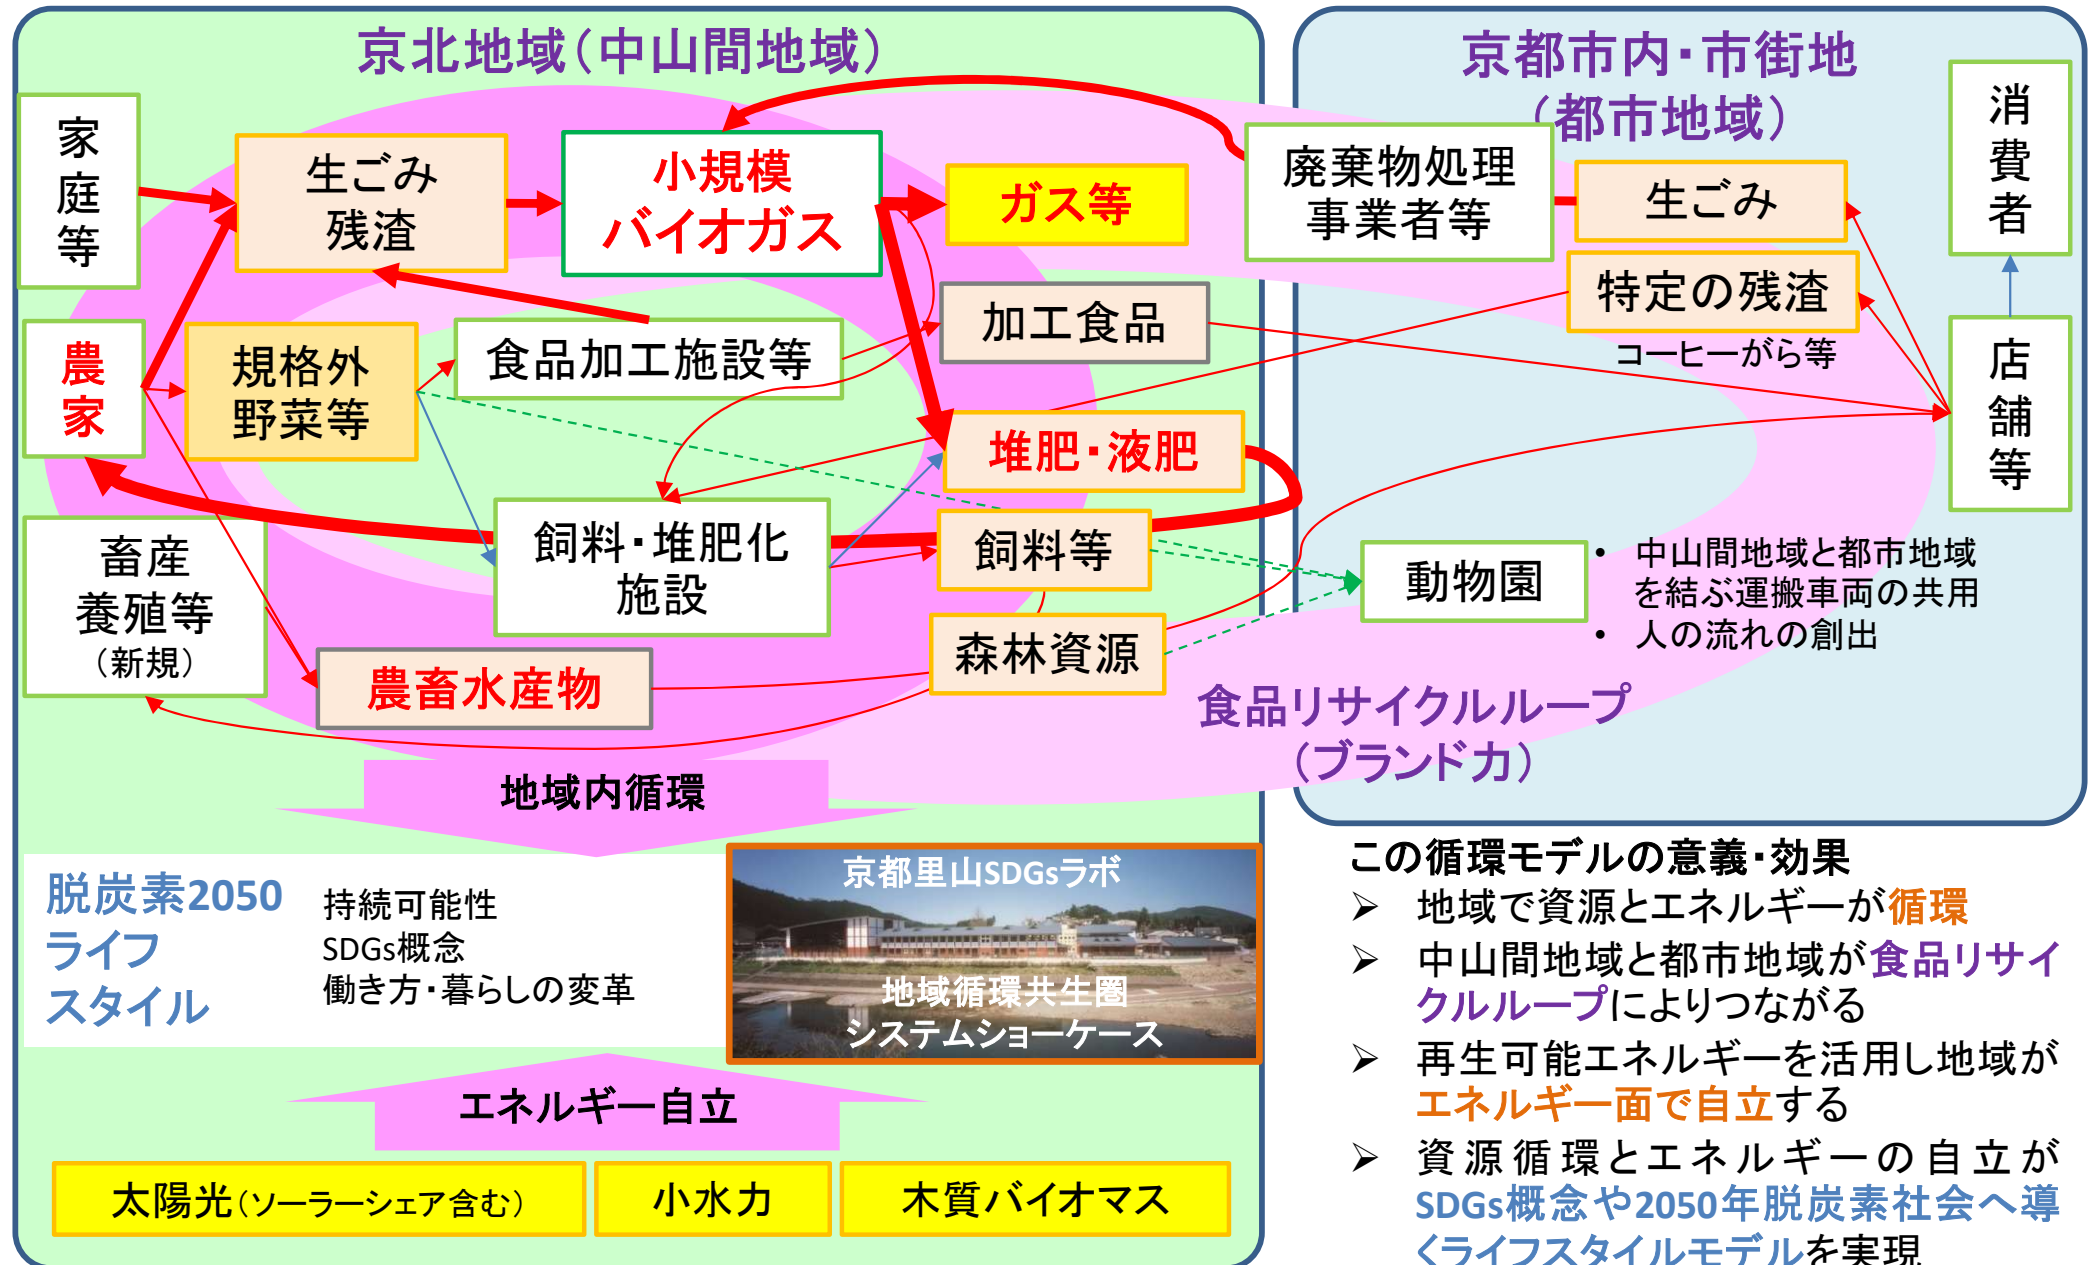 京北地域（中山間地域）
京都市内・市街地
（都市地域）
家
庭
等
生ごみ
残渣
小規模
バイオガス
ガス等
廃棄物処理
事業者等
生ごみ
消
費
者
特定の残渣
コーヒーがら等
農
家
規格外
野菜等
食品加工施設等
加工食品
店
舗
等
堆肥・液肥
畜産
養殖等
（新規）
飼料・堆肥化
施設
飼料等
動物園
• 中山間地域と都市地域
を結ぶ運搬車両の共用
• 人の流れの創出
農畜水産物
森林資源
食品リサイクルループ
（ブランド力）
地域内循環
脱炭素2050
ライフ
スタイル
持続可能性
SDGs概念
働き方・暮らしの変革
京都里山SDGsラボ
地域循環共生圏
システムショーケース
エネルギー自立
太陽光（ソーラーシェア含む）
小水力
木質バイオマス
この循環モデルの意義・効果
➢ 地域で資源とエネルギーが循環
➢ 中山間地域と都市地域が食品リサイ
クルループによりつながる
➢ 再生可能エネルギーを活用し地域が
エネルギー面で自立する
➢ 資源循環とエネルギーの自立が
SDGs概念や2050年脱炭素社会へ導
くライフスタイルモデルを実現